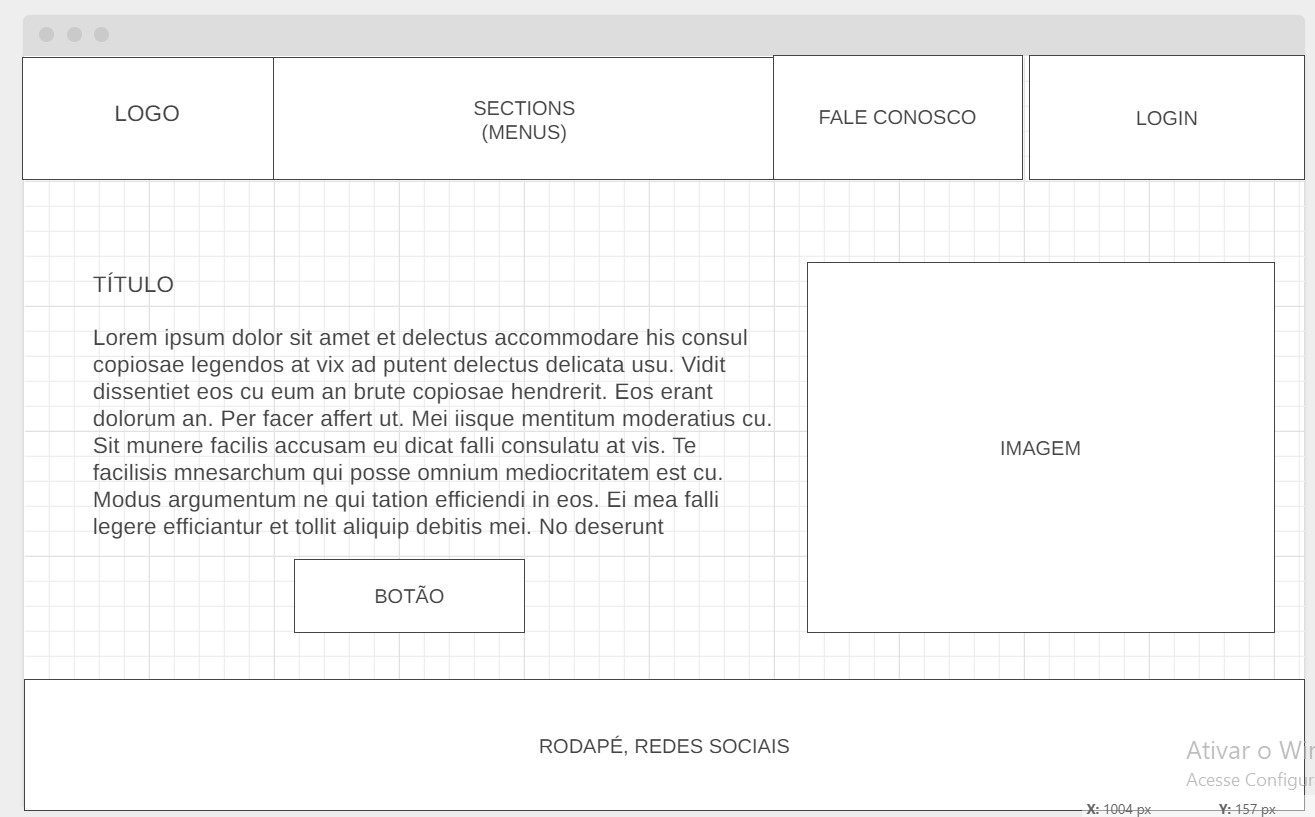 LOGO
SECTIONS
(MENUS)
FALE CONOSCO
LOGIN
TÍTULO
Lorem ipsum dolor sit amet et delectus accommodare his consul
copiosae legendos at vix ad putent delectus delicata usu. Vidit
dissentiet eos cu eum an brute copiosae hendrerit. Eos erant
dolorum an. Per facer affert ut. Mei iisque mentitum moderatius cu.
Sit munere facilis accusam eu dicat falli consulatu at vis. Te
facilisis mnesarchum qui posse omnium mediocritatem est cu.
Modus argumentum ne qui tation efficiendi in eos. Ei mea falli
legere efficiantur et tollit aliquip debitis mei. No deserunt
IMAGEM
BOTÃO
RODAPÉ, REDES SOCIAIS
Ativar o Win
Acesse Configur
X: 1004 px Y: 157 px